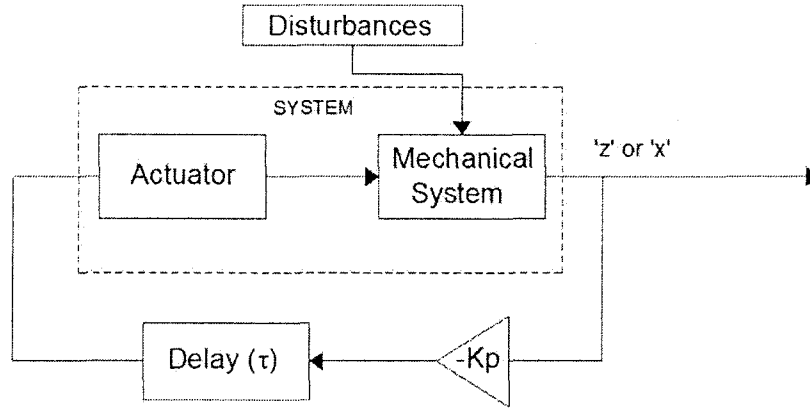 Disturbances
SYSTEM
Actuator
Mechanical
System
'z' or 'x'
Delay (τ)
-Kp